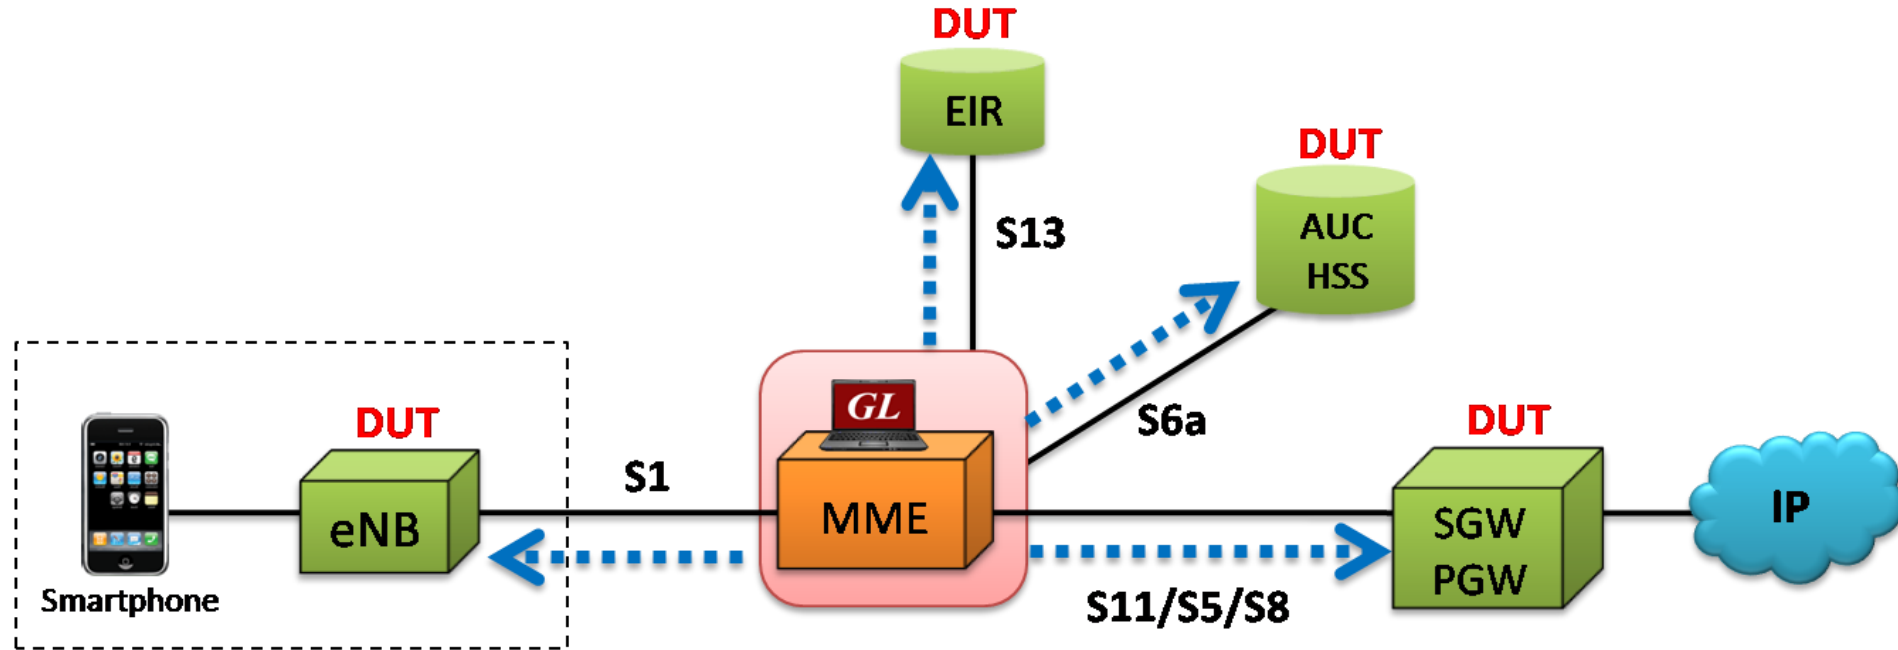 DUT
EIR
DUT
S13
AUC
HSS
S6a
DUT
DUT
GL
S1
eNB
MME
SGW
PGW
IP
Smartphone
S11/S5/S8